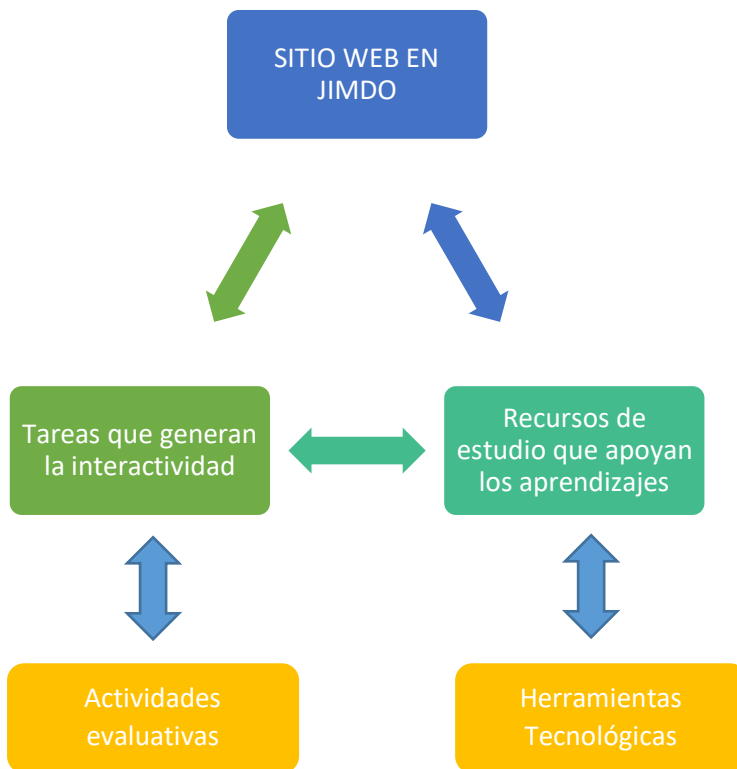 SITIO WEB EN
JIMDO
Tareas que generan
la interactividad
Recursos de
estudio que apoyan
los aprendizajes
Actividades
evaluativas
Herramientas
Tecnológicas